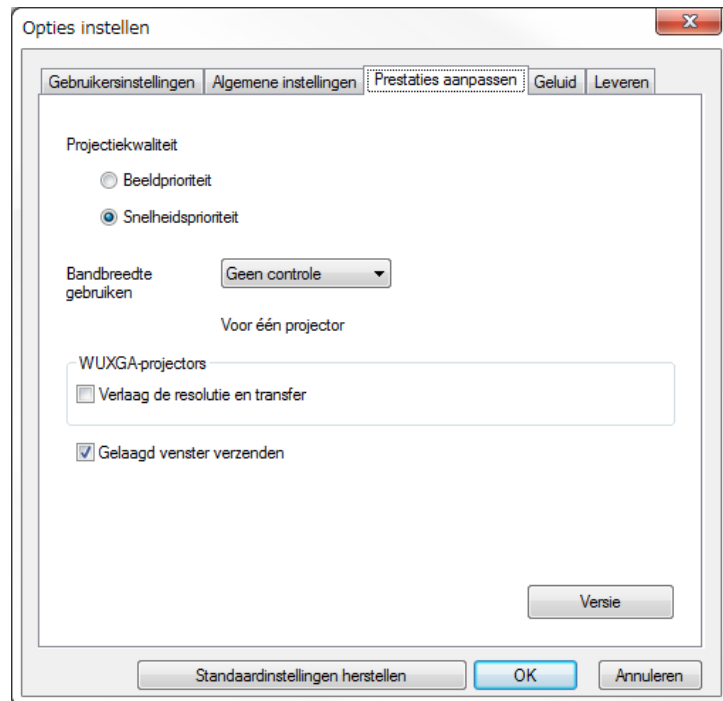 Opties instellen
Gebruikersinstellingen Algemene instellingen Prestaties aanpassen Geluid Leveren
Projectiekwaliteit
Beeldprioriteit
Snelheidsprioriteit
Bandbreedte gebruiken
Geen controle
Voor één projector
WUXGA-projectors
Verlaag de resolutie en transfer
Gelaagd venster verzenden
Versie
Standaardinstellingen herstellen OK Annuleren